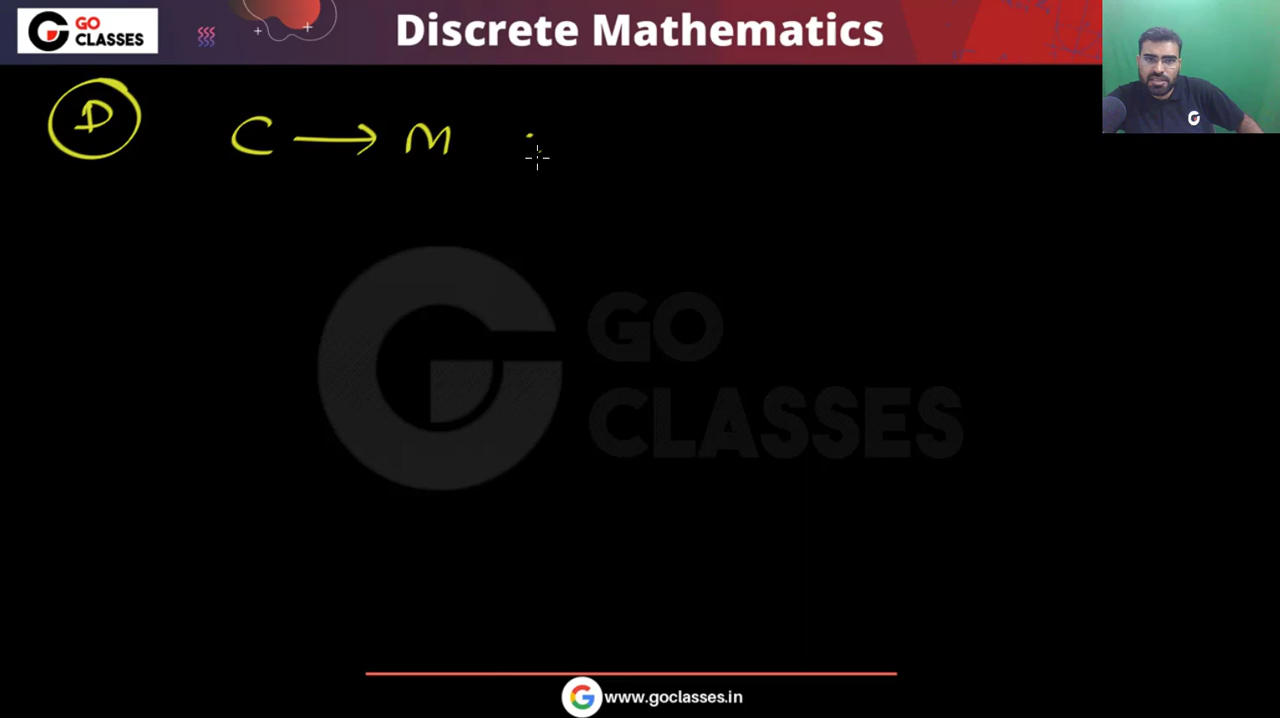 GO
CLASSES
Discrete Mathematics
D C → M
GO
CLASSES
www.goclasses.in